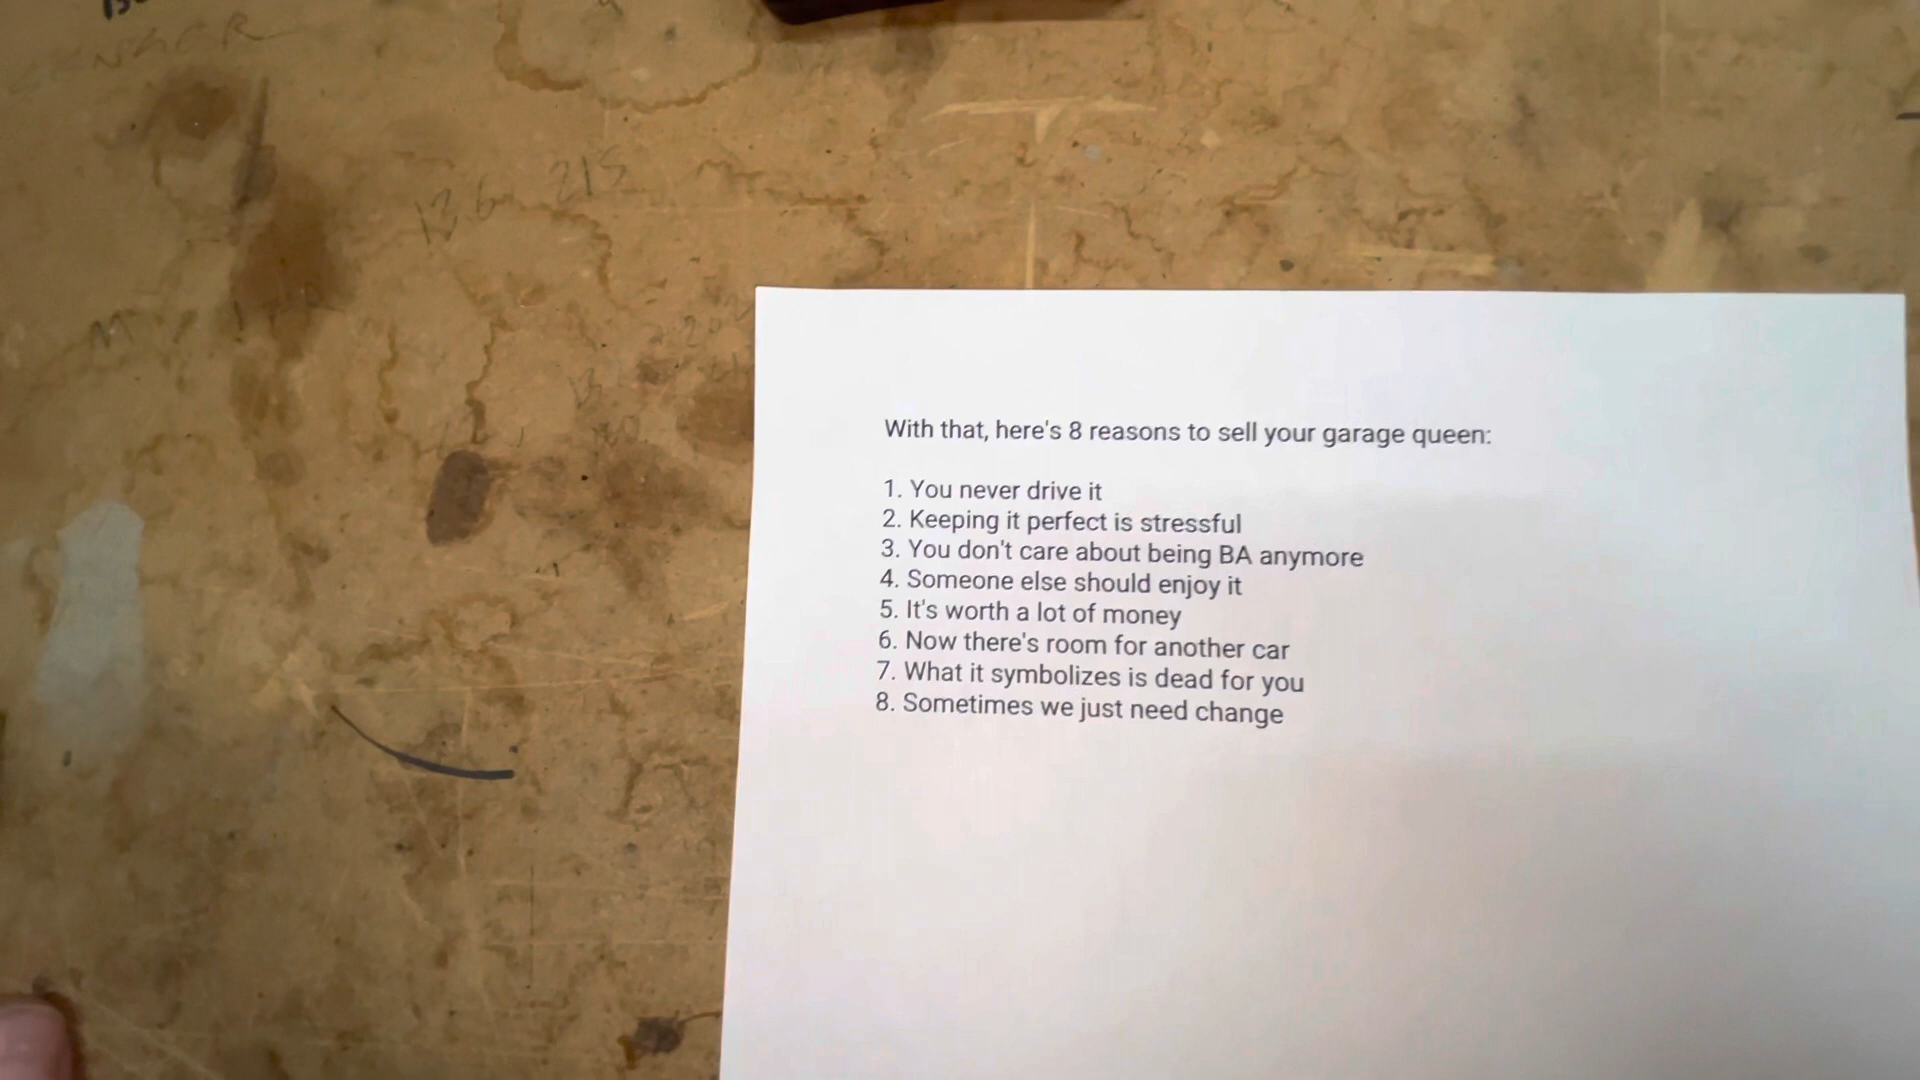 126 215
With that, here's 8 reasons to sell your garage queen:
1. You never drive it
2. Keeping it perfect is stressful
3. You don't care about being BA anymore
4. Someone else should enjoy it
5. It's worth a lot of money
6. Now there's room for another car
7. What it symbolizes is dead for you
8. Sometimes we just need change